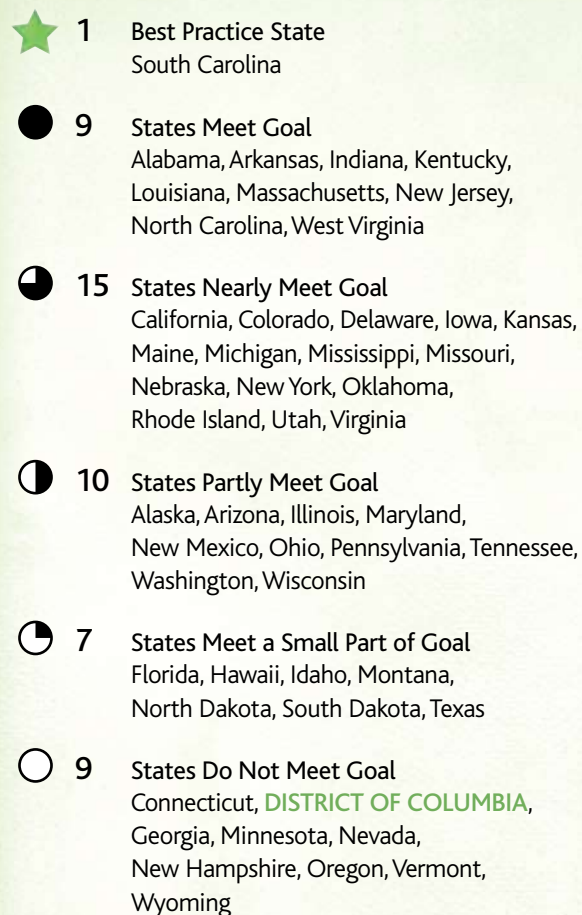 1 Best Practice State
South Carolina
9 States Meet Goal
Alabama, Arkansas, Indiana, Kentucky,
Louisiana, Massachusetts, New Jersey,
North Carolina, West Virginia
15 States Nearly Meet Goal
California, Colorado, Delaware, Iowa, Kansas,
Maine, Michigan, Mississippi, Missouri,
Nebraska, New York, Oklahoma,
Rhode Island, Utah, Virginia
10 States Partly Meet Goal
Alaska, Arizona, Illinois, Maryland,
New Mexico, Ohio, Pennsylvania, Tennessee,
Washington, Wisconsin
7 States Meet a Small Part of Goal
Florida, Hawaii, Idaho, Montana,
North Dakota, South Dakota, Texas
9 States Do Not Meet Goal
Connecticut, DISTRICT OF COLUMBIA,
Georgia, Minnesota, Nevada,
New Hampshire, Oregon, Vermont,
Wyoming